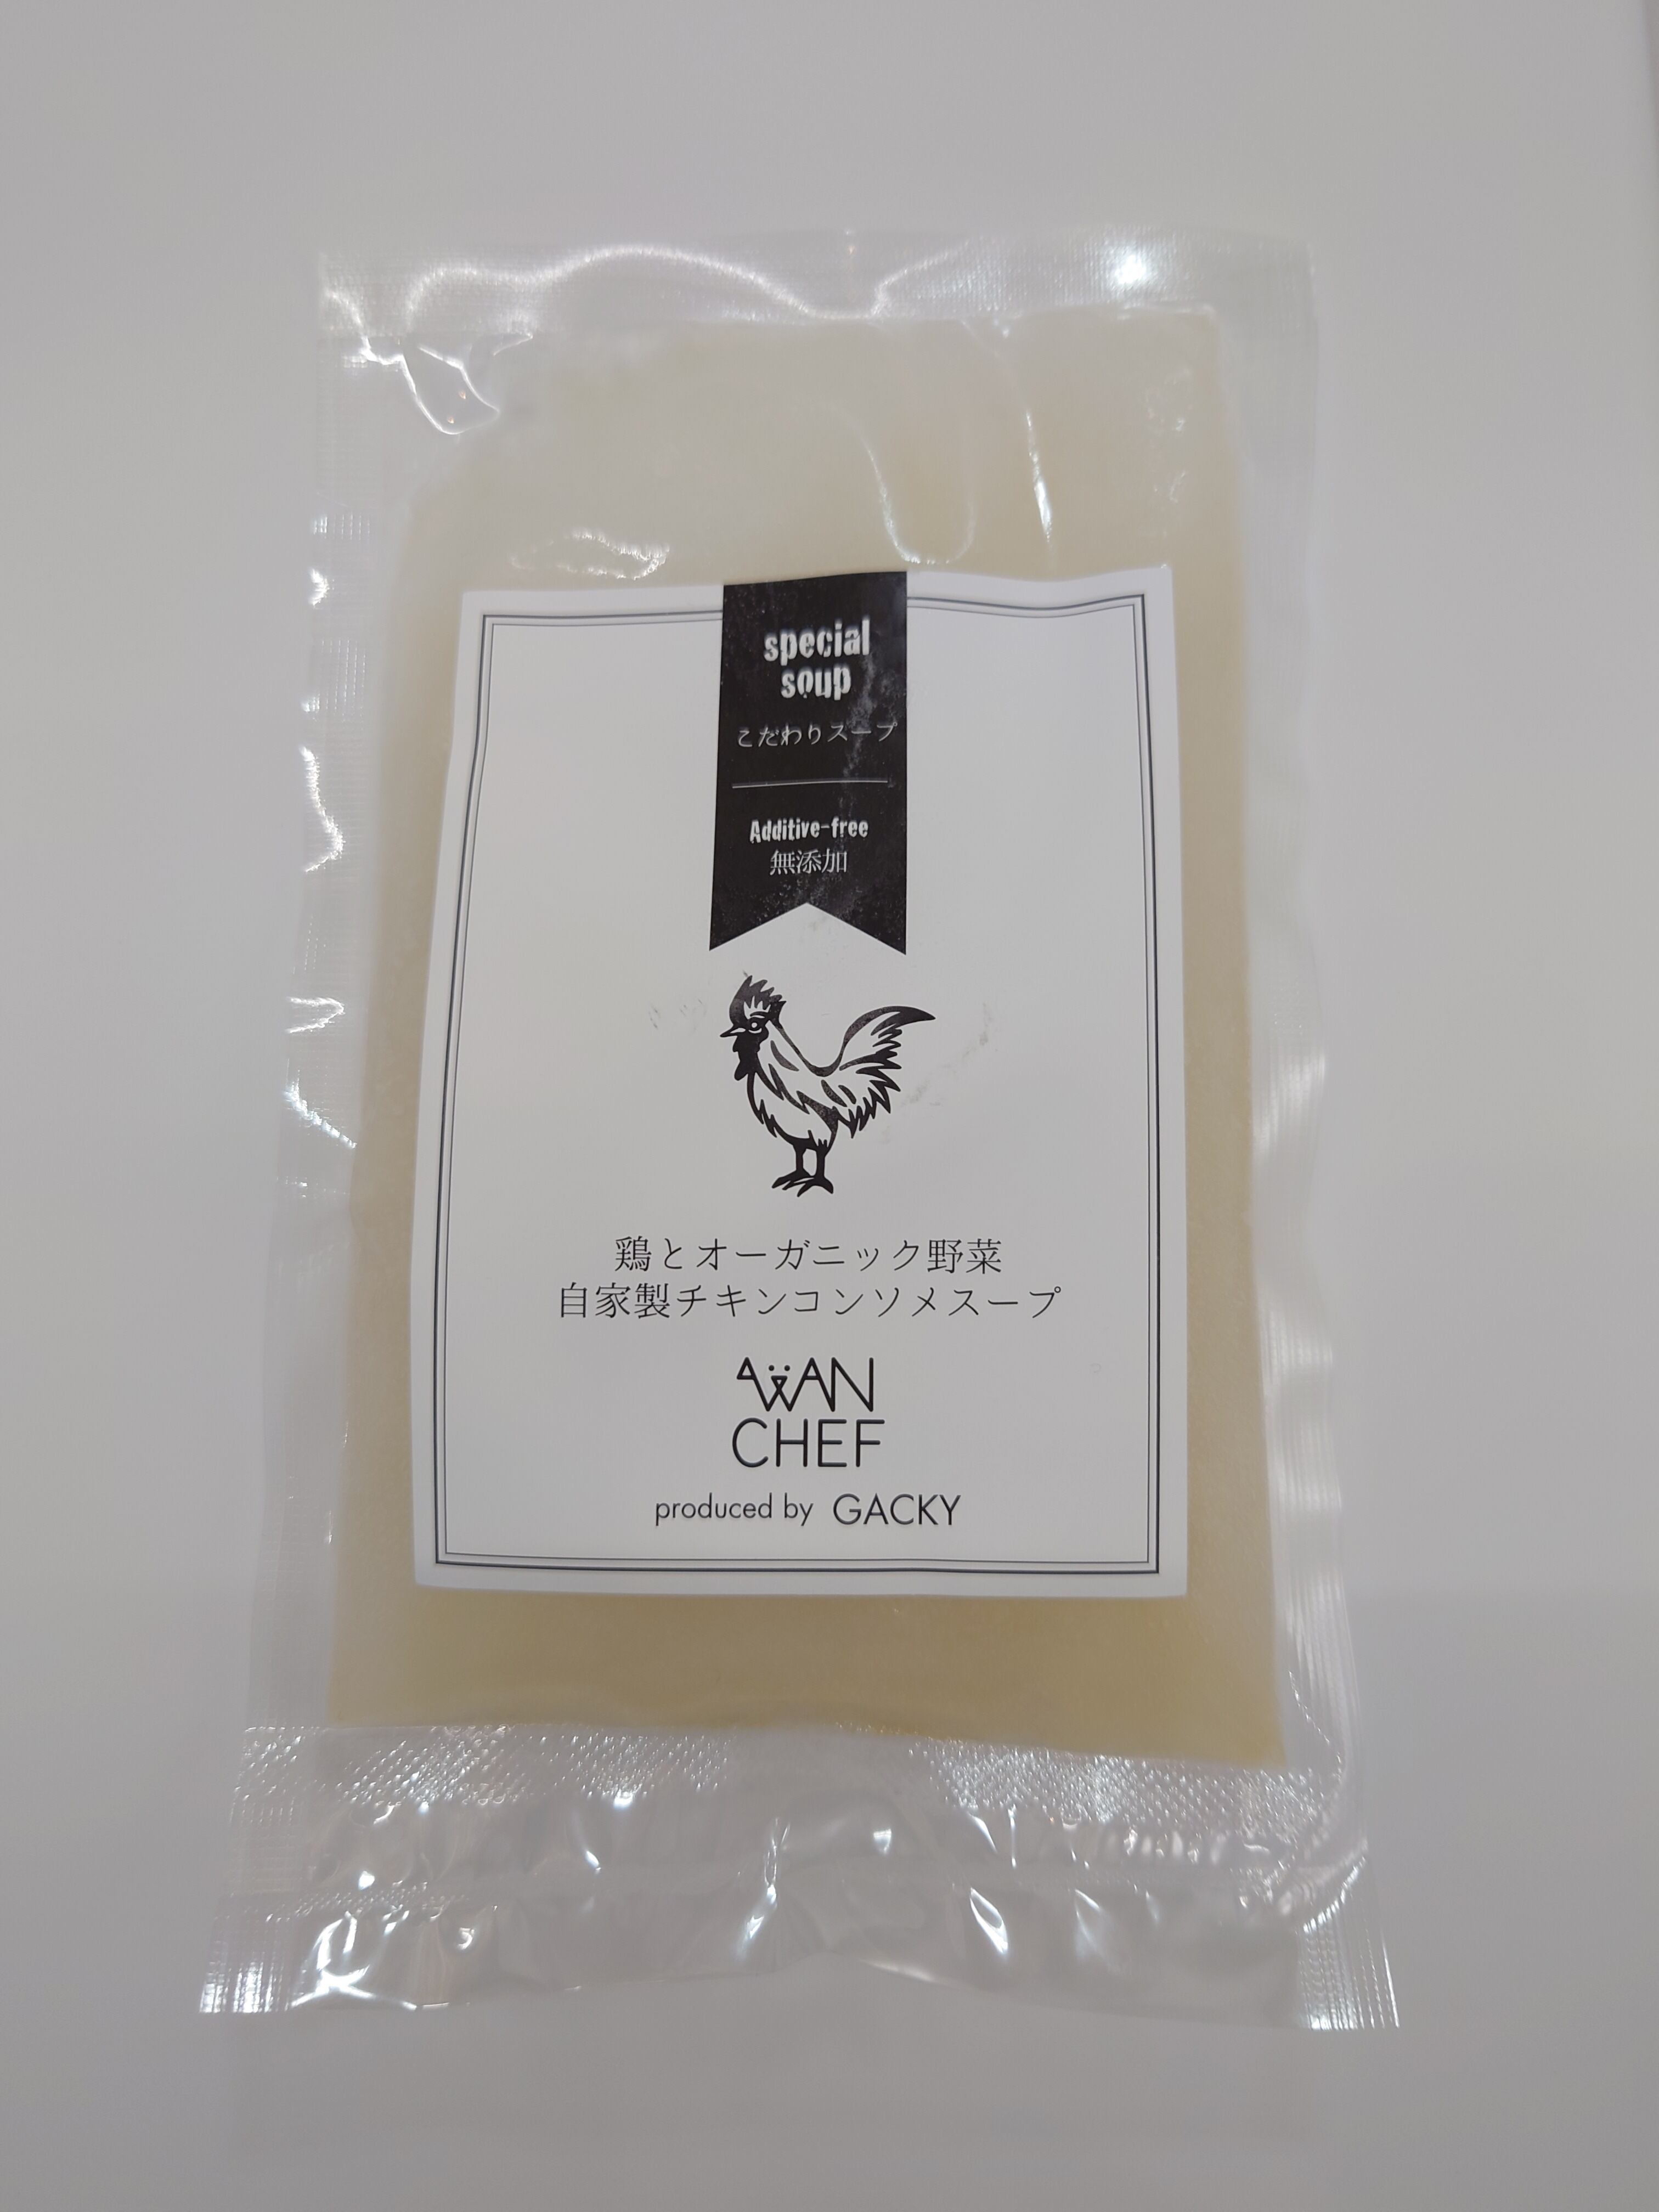 special
soup
こだわりスープ
Additive-free
無添加
鶏とオーガニック野菜
自家製チキンコンソメスープ
WAN
CHEF
produced by GACKY